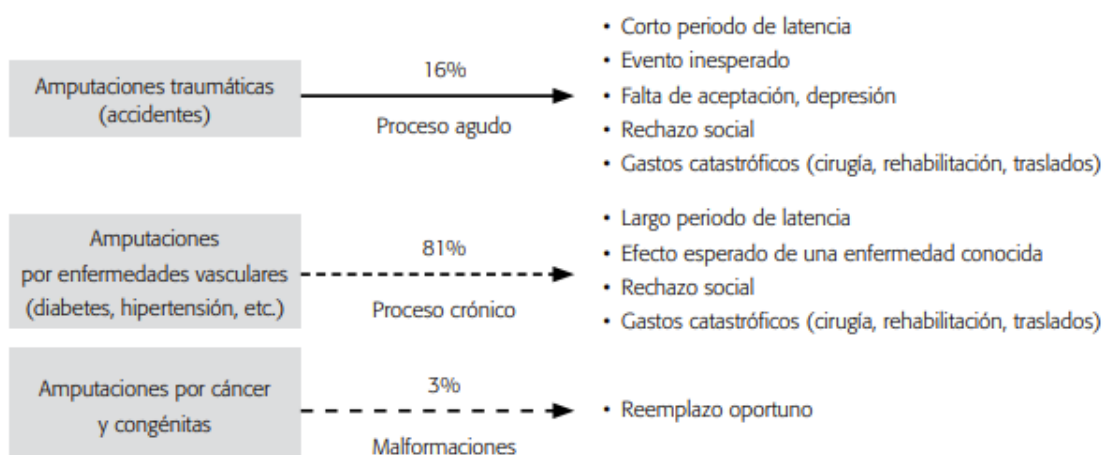 Amputaciones traumáticas
(accidentes)
16%
Proceso agudo
• Corto periodo de latencia
• Evento inesperado
• Falta de aceptación, depresión
• Rechazo social
• Gastos catastróficos (cirugía, rehabilitación, traslados)
Amputaciones
por enfermedades vasculares
(diabetes, hipertensión, etc.)
81%
Proceso crónico
• Largo periodo de latencia
• Efecto esperado de una enfermedad conocida
• Rechazo social
• Gastos catastróficos (cirugía, rehabilitación, traslados)
Amputaciones por cáncer
y congénitas
3%
Malformaciones
• Reemplazo oportuno